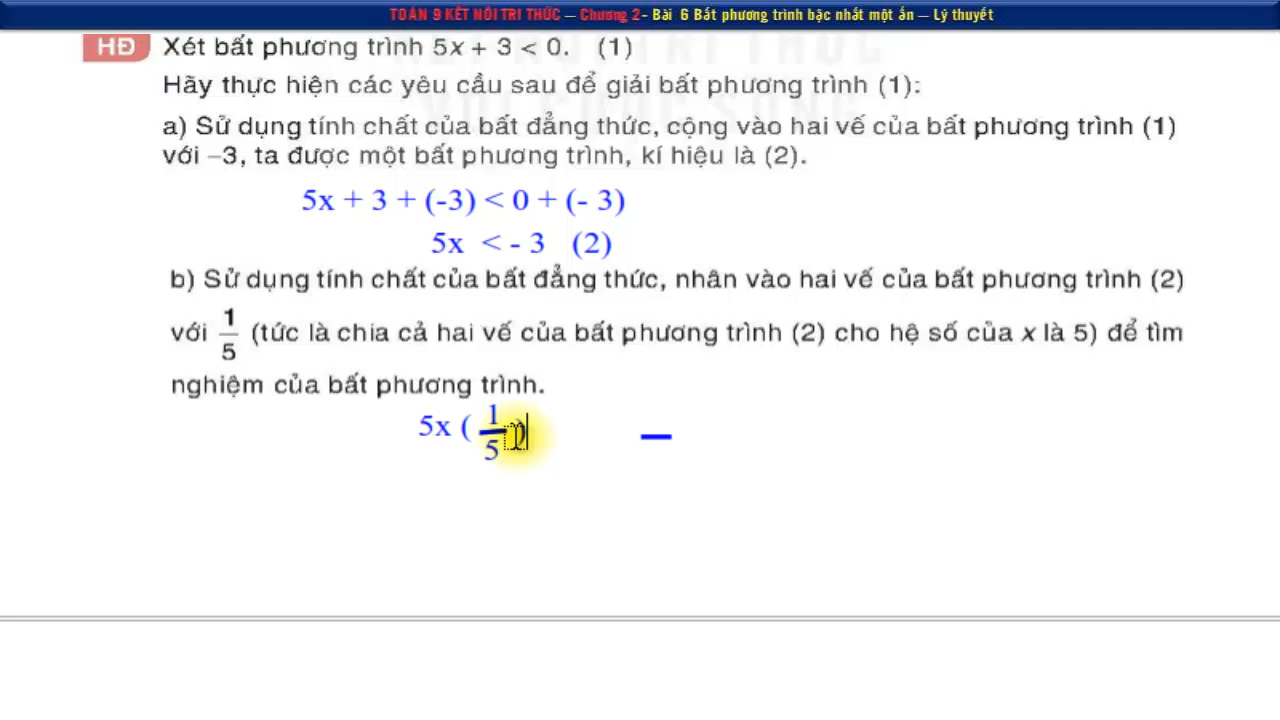 TOÁN 9 KẾT NỐI TRI THỨC – Chương 2- Bài 6 Bất phương trình bậc nhất một ẩn – Lý thuyết
HĐ Xét bất phương trình 5x + 3 < 0. (1)
Hãy thực hiện các yêu cầu sau để giải bất phương trình (1):
a) Sử dụng tính chất của bất đẳng thức, cộng vào hai vế của bất phương trình (1)
với –3, ta được một bất phương trình, kí hiệu là (2).
5x + 3 + (-3) < 0 + (- 3)
5x < - 3 (2)
b) Sử dụng tính chất của bất đẳng thức, nhân vào hai vế của bất phương trình (2)
với 1/5 (tức là chia cả hai vế của bất phương trình (2) cho hệ số của x là 5) để tìm
nghiệm của bất phương trình.
5x ( 1/5 )